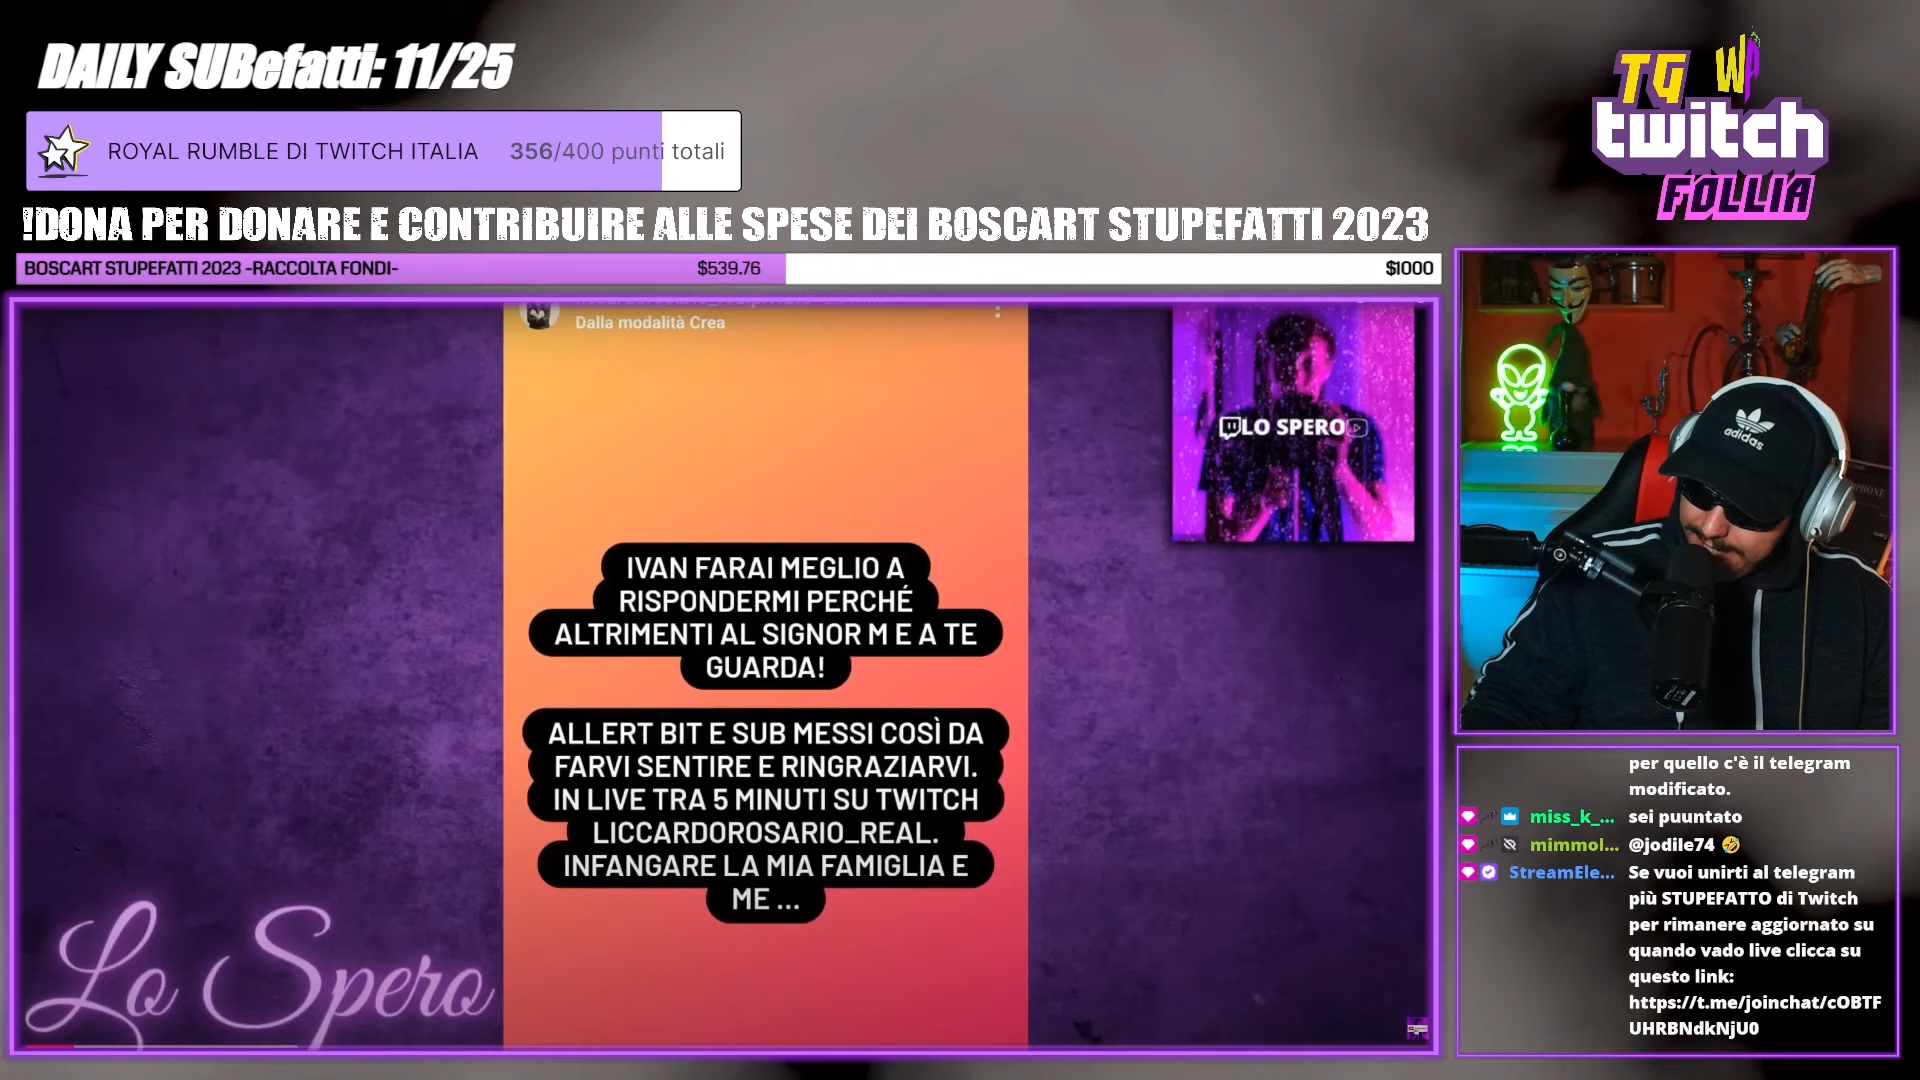 DAILY SUBefatti: 11/25
ROYAL RUMBLE DI TWITCH ITALIA 356/400 punti totali
!DONA PER DONARE E CONTRIBUIRE ALLE SPESE DEI BOSCART STUPEFATTI 2023
BOSCART STUPEFATTI 2023 -RACCOLTA FONDI- $539.76 $1000
TG
twitch
FOLLIA
Dalla modalità Crea
LO SPERO
IVAN FARAI MEGLIO A
RISPONDERMI PERCHÉ
ALTRIMENTI AL SIGNOR M E A TE
GUARDA!
ALLERT BIT E SUB MESSI COSÌ DA
FARVI SENTIRE E RINGRAZIARVI.
IN LIVE TRA 5 MINUTI SU TWITCH
LICCARDOROSARIO_REAL.
INFANGARE LA MIA FAMIGLIA E
ME ...
Lo Spero
adidas
per quello c'è il telegram
modificato.
miss_k_... sei puuntato
mimmol... @jodile74 🤣
StreamEle... Se vuoi unirti al telegram
più STUPEFATTO di Twitch
per rimanere aggiornato su
quando vado live clicca su
questo link:
https://t.me/joinchat/cOBTF
UHRBNdkNjU0